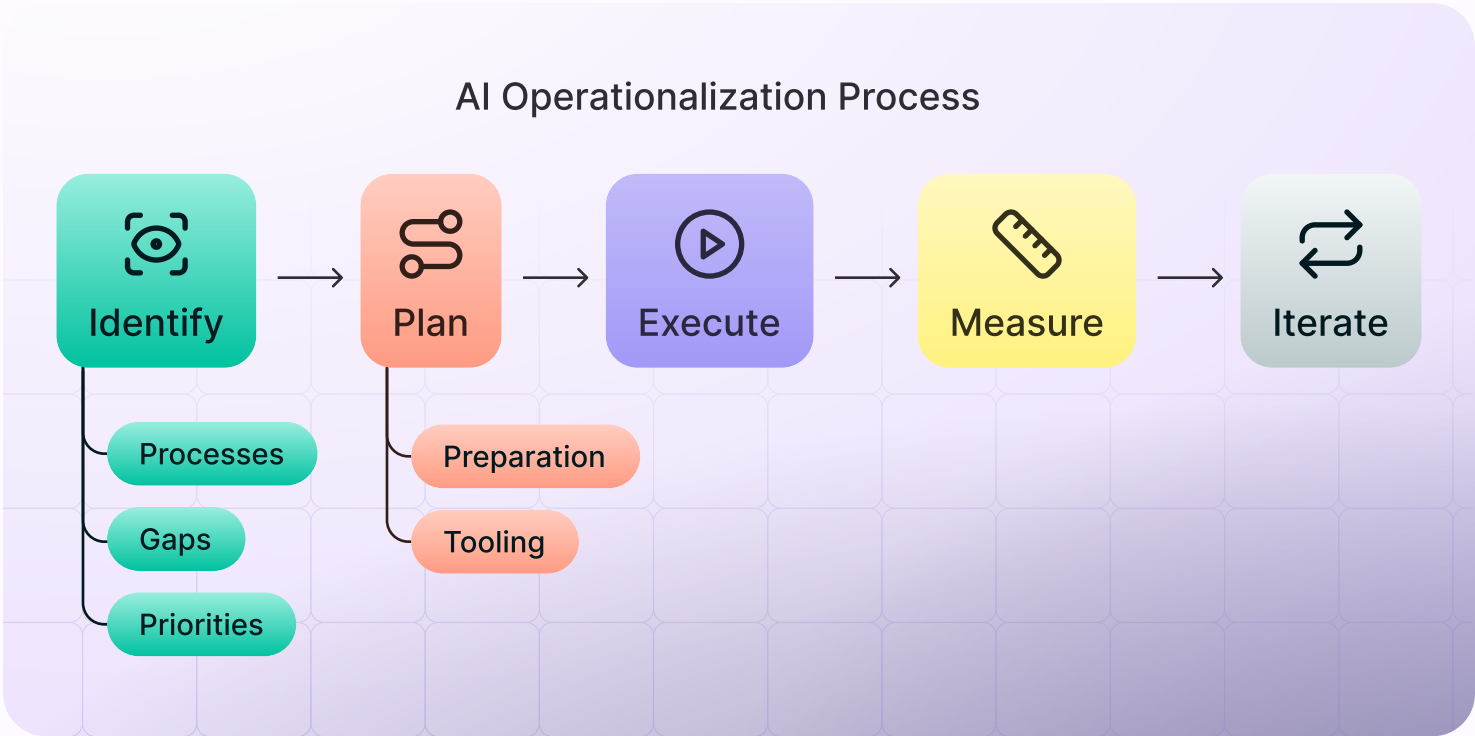 AI Operationalization Process
Identify
Plan
Execute
Measure
Iterate
Processes
Gaps
Priorities
Preparation
Tooling